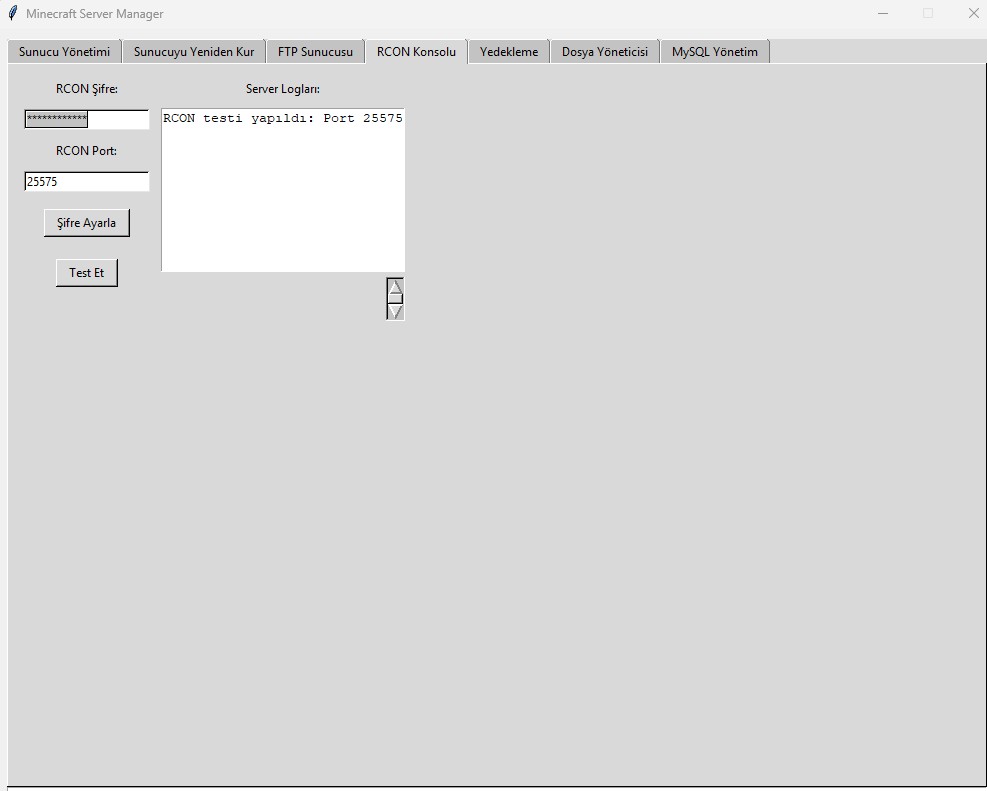 Minecraft Server Manager
Sunucu Yönetimi Sunucuyu Yeniden Kur FTP Sunucusu RCON Konsolu Yedekleme Dosya Yöneticisi MySQL Yönetim
RCON Şifre: Server Logları:
************
RCON testi yapıldı: Port 25575
RCON Port:
25575
Şifre Ayarla
Test Et